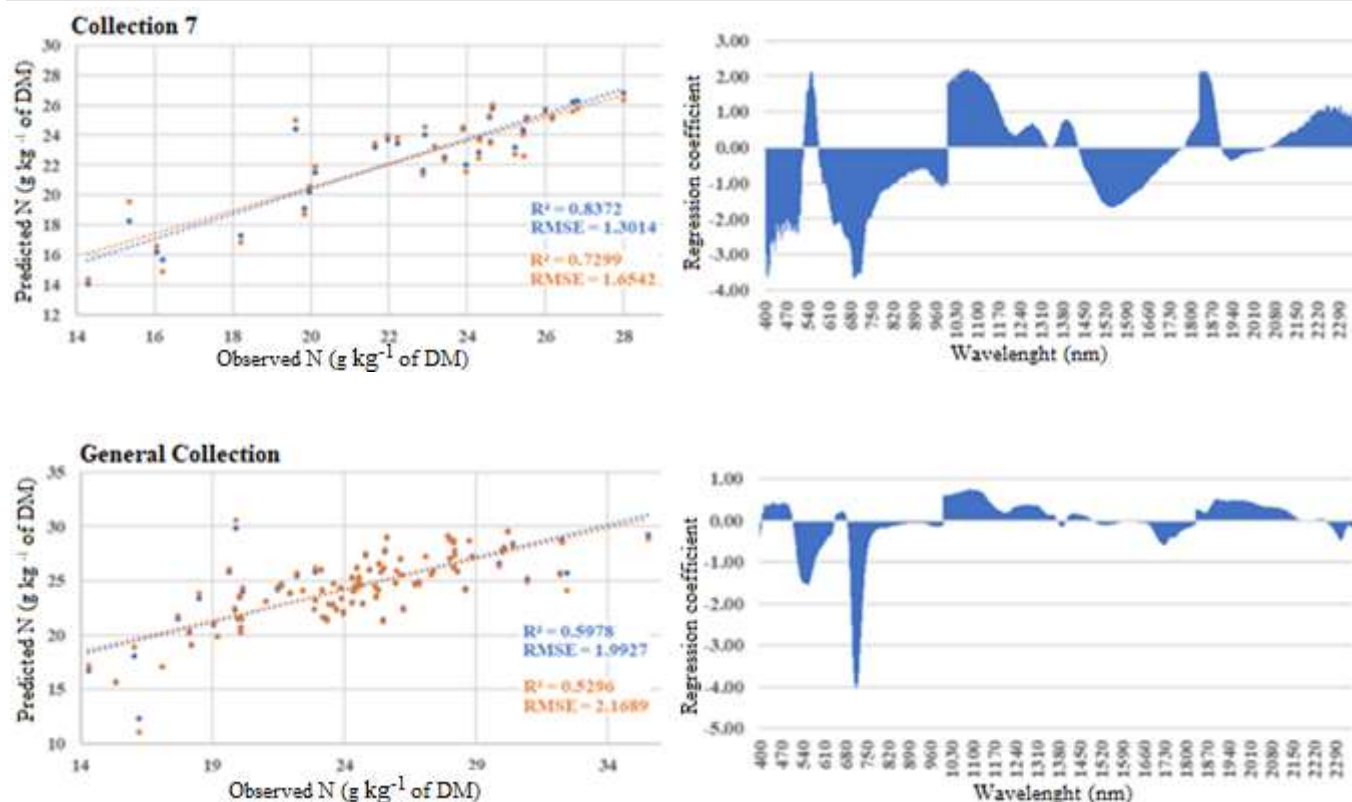 Collection 7
Predicted N (g kg⁻¹ of DM)
30
28
26
24
22
20
18
16
14
12
14 16 18 20 22 24 26 28
Observed N (g kg⁻¹ of DM)
R² = 0.8372
RMSE = 1.3014
R² = 0.7299
RMSE = 1.6542
Regression coefficient
3.00
2.00
1.00
0.00
-1.00
-2.00
-3.00
-4.00
400 470 540 610 680 750 820 890 960 1030 1100 1170 1240 1310 1380 1450 1520 1590 1660 1730 1800 1870 1940 2010 2080 2150 2220 2290
Wavelenght (nm)
General Collection
Predicted N (g kg⁻¹ of DM)
35
30
25
20
15
10
14 19 24 29 34
Observed N (g kg⁻¹ of DM)
R² = 0.5978
RMSE = 1.9927
R² = 0.5296
RMSE = 2.1689
Regression coefficient
1.00
0.00
-1.00
-2.00
-3.00
-4.00
-5.00
400 470 540 610 680 750 820 890 960 1030 1100 1170 1240 1310 1380 1450 1520 1590 1660 1730 1800 1870 1940 2010 2080 2150 2220 2290
Wavelenght (nm)